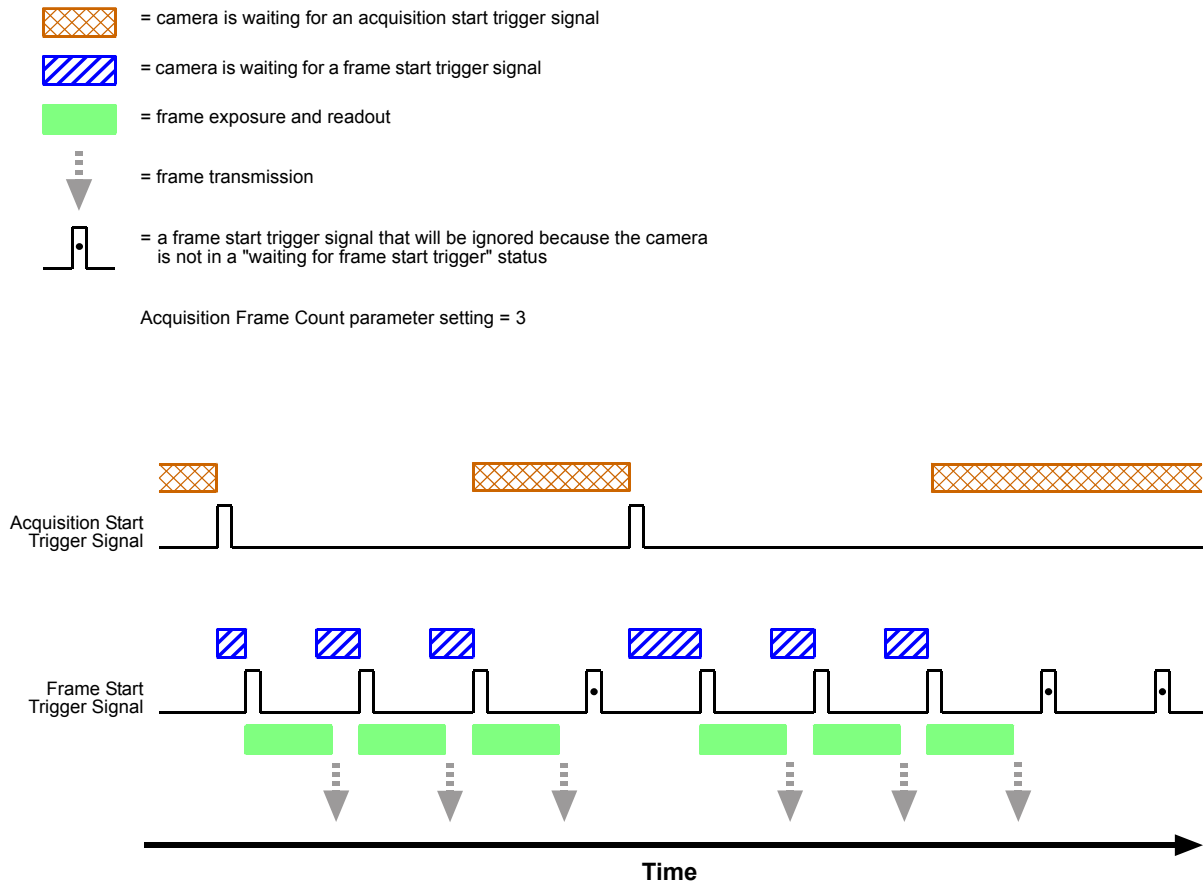 = camera is waiting for an acquisition start trigger signal
= camera is waiting for a frame start trigger signal
= frame exposure and readout
= frame transmission
= a frame start trigger signal that will be ignored because the camera
is not in a "waiting for frame start trigger" status
Acquisition Frame Count parameter setting = 3
Acquisition Start
Trigger Signal
Frame Start
Trigger Signal
Time